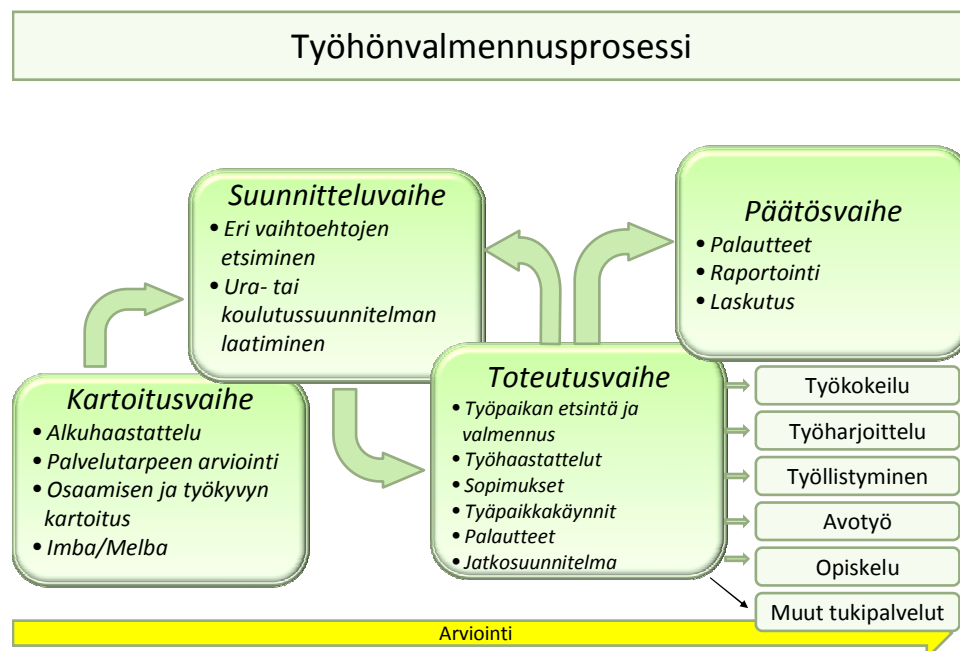 Työhönvalmennusprosessi
Kartoitusvaihe
• Alkuhaastattelu
• Palvelutarpeen arviointi
• Osaamisen ja työkyvyn
kartoitus
• Imba/Melba
Suunnitteluvaihe
• Eri vaihtoehtojen
etsiminen
• Ura- tai
koulutussuunnitelman
laatiminen
Toteutusvaihe
• Työpaikan etsintä ja
valmennus
• Työhaastattelut
• Sopimukset
• Työpaikkakäynnit
• Palautteet
• Jatkosuunnitelma
Päätösvaihe
• Palautteet
• Raportointi
• Laskutus
Työkokeilu
Työharjoittelu
Työllistyminen
Avotyö
Opiskelu
Muut tukipalvelut
Arviointi